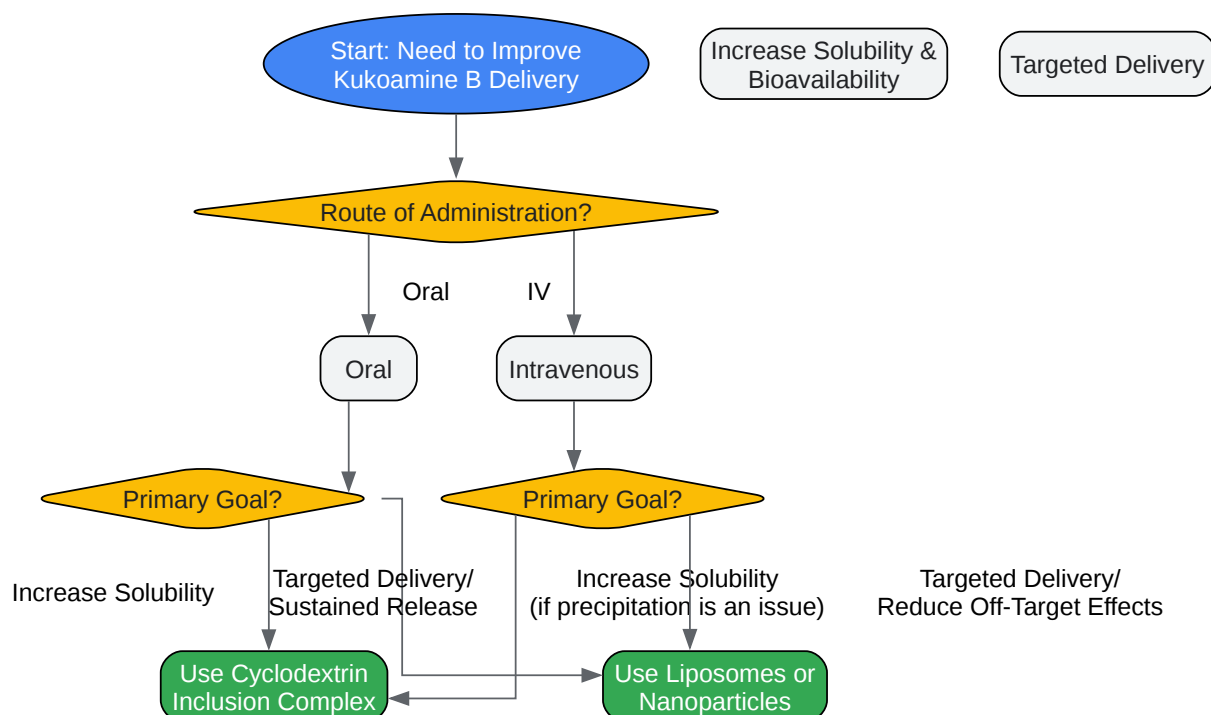 Start: Need to Improve
Kukoamine B Delivery
Increase Solubility &
Bioavailability
Targeted Delivery
Route of Administration?
Oral
IV
Oral
Intravenous
Primary Goal?
Primary Goal?
Increase Solubility
Targeted Delivery/
Sustained Release
Increase Solubility
(if precipitation is an issue)
Targeted Delivery/
Reduce Off-Target Effects
Use Cyclodextrin
Inclusion Complex
Use Liposomes or
Nanoparticles